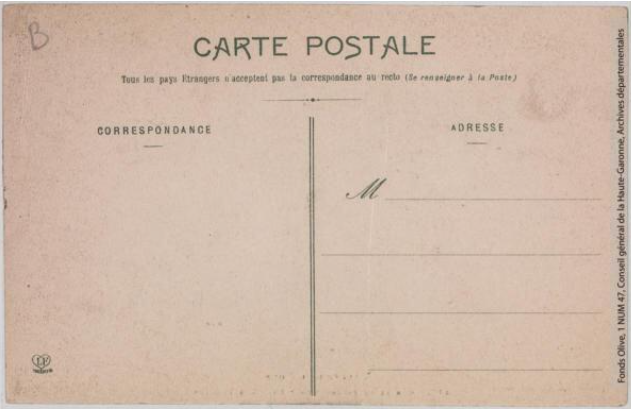 B
CARTE POSTALE
Tous les pays Etrangers n'acceptent pas la correspondance au recto (Se renseigner à la Poste)
CORRESPONDANCE
ADRESSE
M
Fonds Olive, 1 NUM 47, Conseil général de la Haute-Garonne, Archives départementales